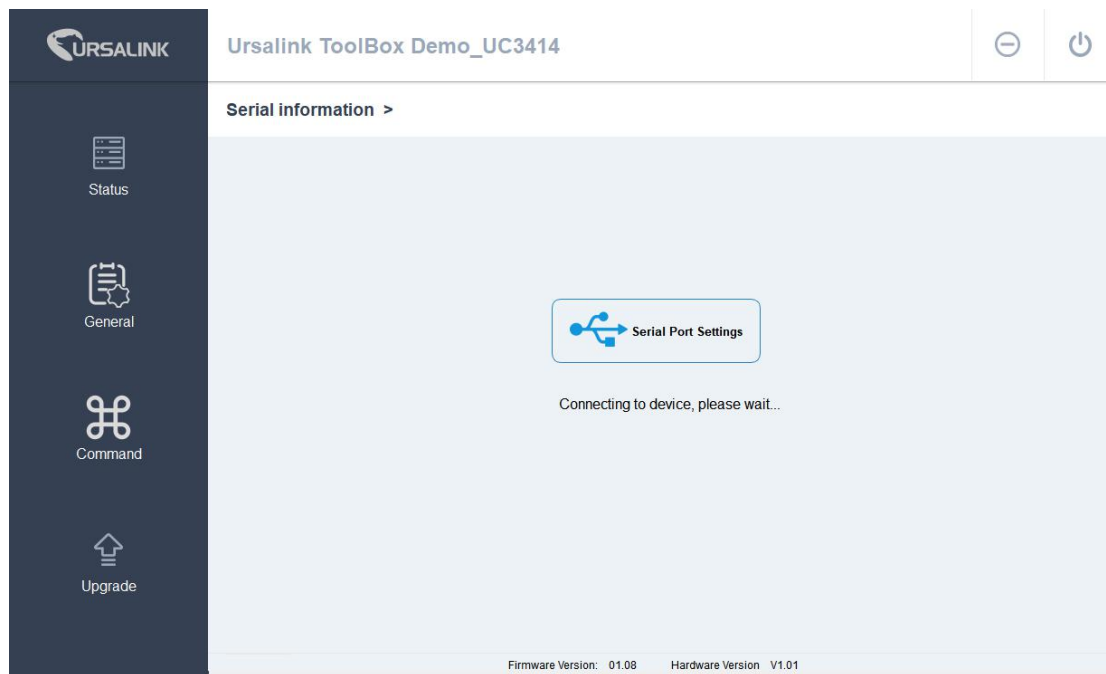 URSALINK
Ursalink ToolBox Demo_UC3414
Serial information >
Status
General
Command
Upgrade
Serial Port Settings
Connecting to device, please wait...
Firmware Version: 01.08 Hardware Version V1.01